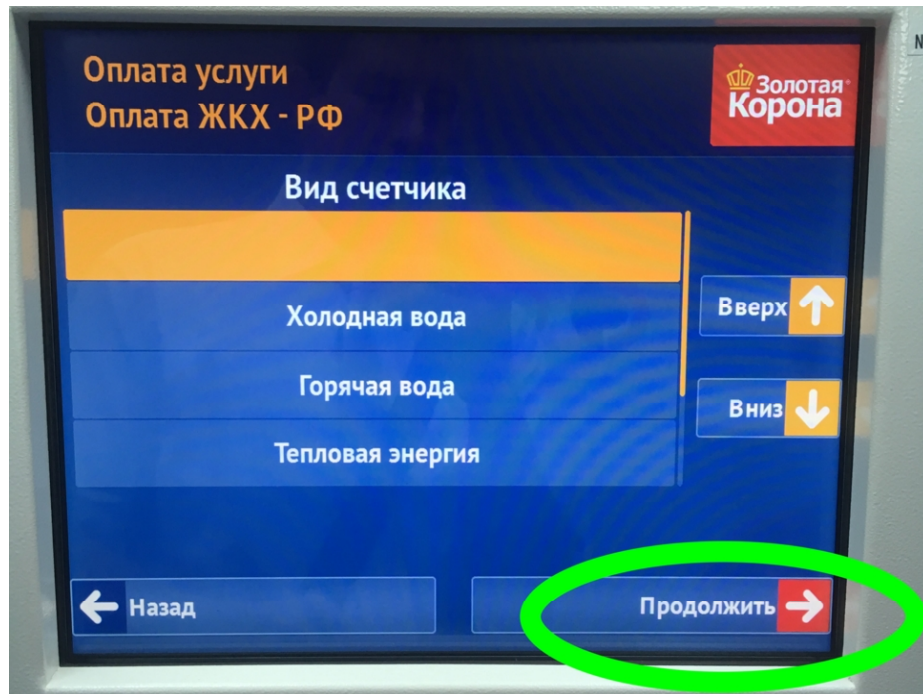 Оплата услуги
Оплата ЖКХ - РФ
Золотая
Корона
Вид счетчика
Холодная вода
Горячая вода
Тепловая энергия
Вверх
Вниз
Назад
Продолжить